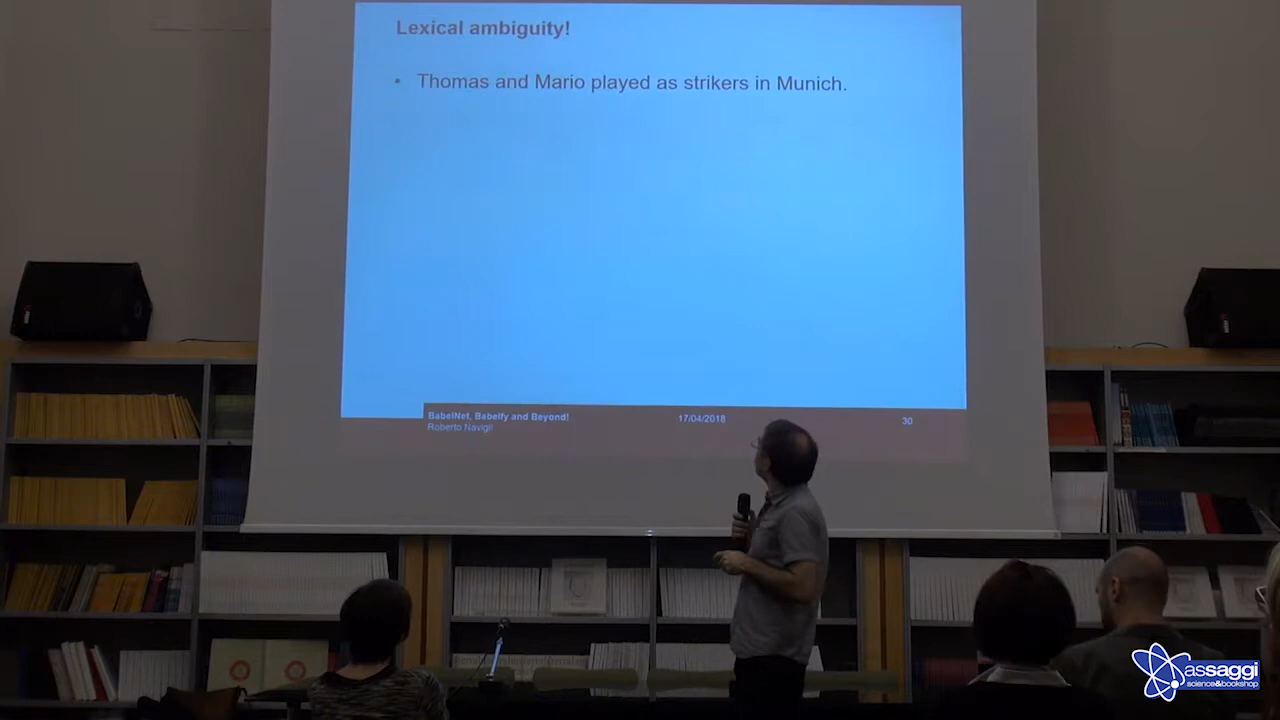 Lexical ambiguity!
• Thomas and Mario played as strikers in Munich.
BabelNet, Babelfy and Beyond!
17/04/2018
30
Roberto Navigli
assaggi
science&bookshop